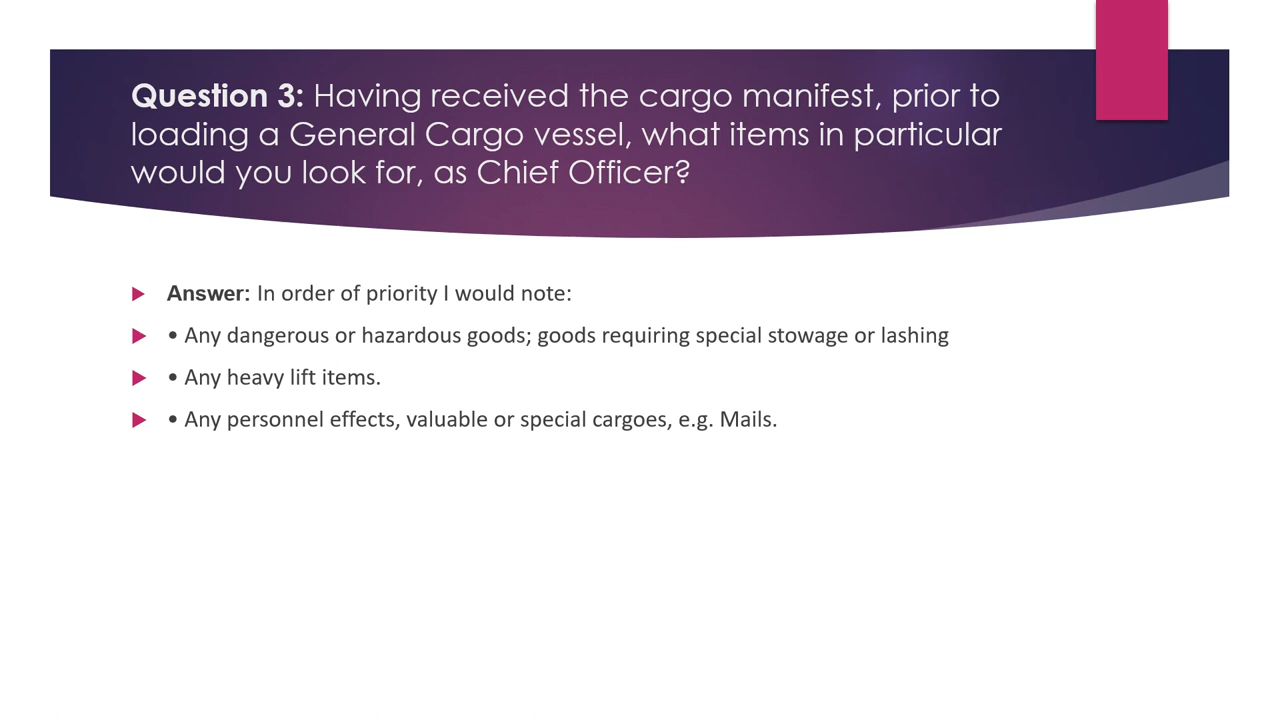 Question 3: Having received the cargo manifest, prior to
loading a General Cargo vessel, what items in particular
would you look for, as Chief Officer?
Answer: In order of priority I would note:
• Any dangerous or hazardous goods; goods requiring special stowage or lashing
• Any heavy lift items.
• Any personnel effects, valuable or special cargoes, e.g. Mails.